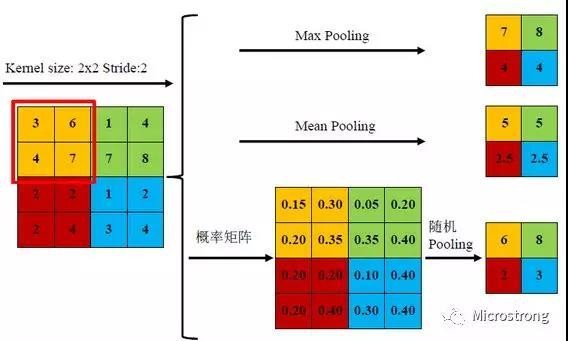 Max Pooling
7 8
4 4
Kernel size: 2x2 Stride:2
3 6 1 4
4 7 7 8
2 2 1 2
2 4 3 4
Mean Pooling
5 5
2.5 2.5
概率矩阵
0.15 0.30 0.05 0.20
0.20 0.35 0.35 0.40
0.20 0.20 0.10 0.40
0.20 0.40 0.30 0.40
随机
Pooling
6 8
2 3
Microstrong